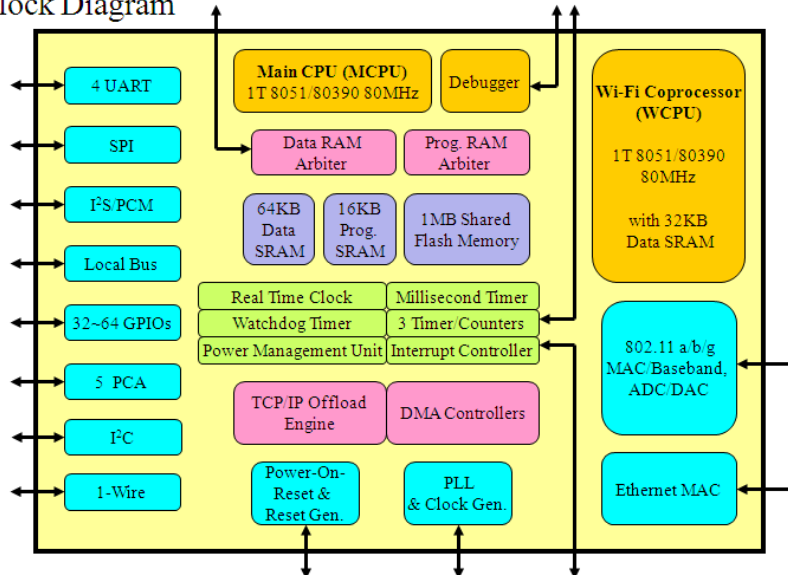 lock Diagram
4 UART
SPI
I²S/PCM
Local Bus
32~64 GPIOs
5 PCA
I²C
1-Wire
Main CPU (MCPU)
1T 8051/80390 80MHz
Debugger
Data RAM
Arbiter
Prog. RAM
Arbiter
64KB
Data
SRAM
16KB
Prog.
SRAM
1MB Shared
Flash Memory
Real Time Clock
Millisecond Timer
Watchdog Timer
3 Timer/Counters
Power Management Unit
Interrupt Controller
TCP/IP Offload
Engine
DMA Controllers
Power-On-
Reset &
Reset Gen.
PLL
& Clock Gen.
Wi-Fi Coprocessor
(WCPU)
1T 8051/80390
80MHz
with 32KB
Data SRAM
802.11 a/b/g
MAC/Baseband,
ADC/DAC
Ethernet MAC